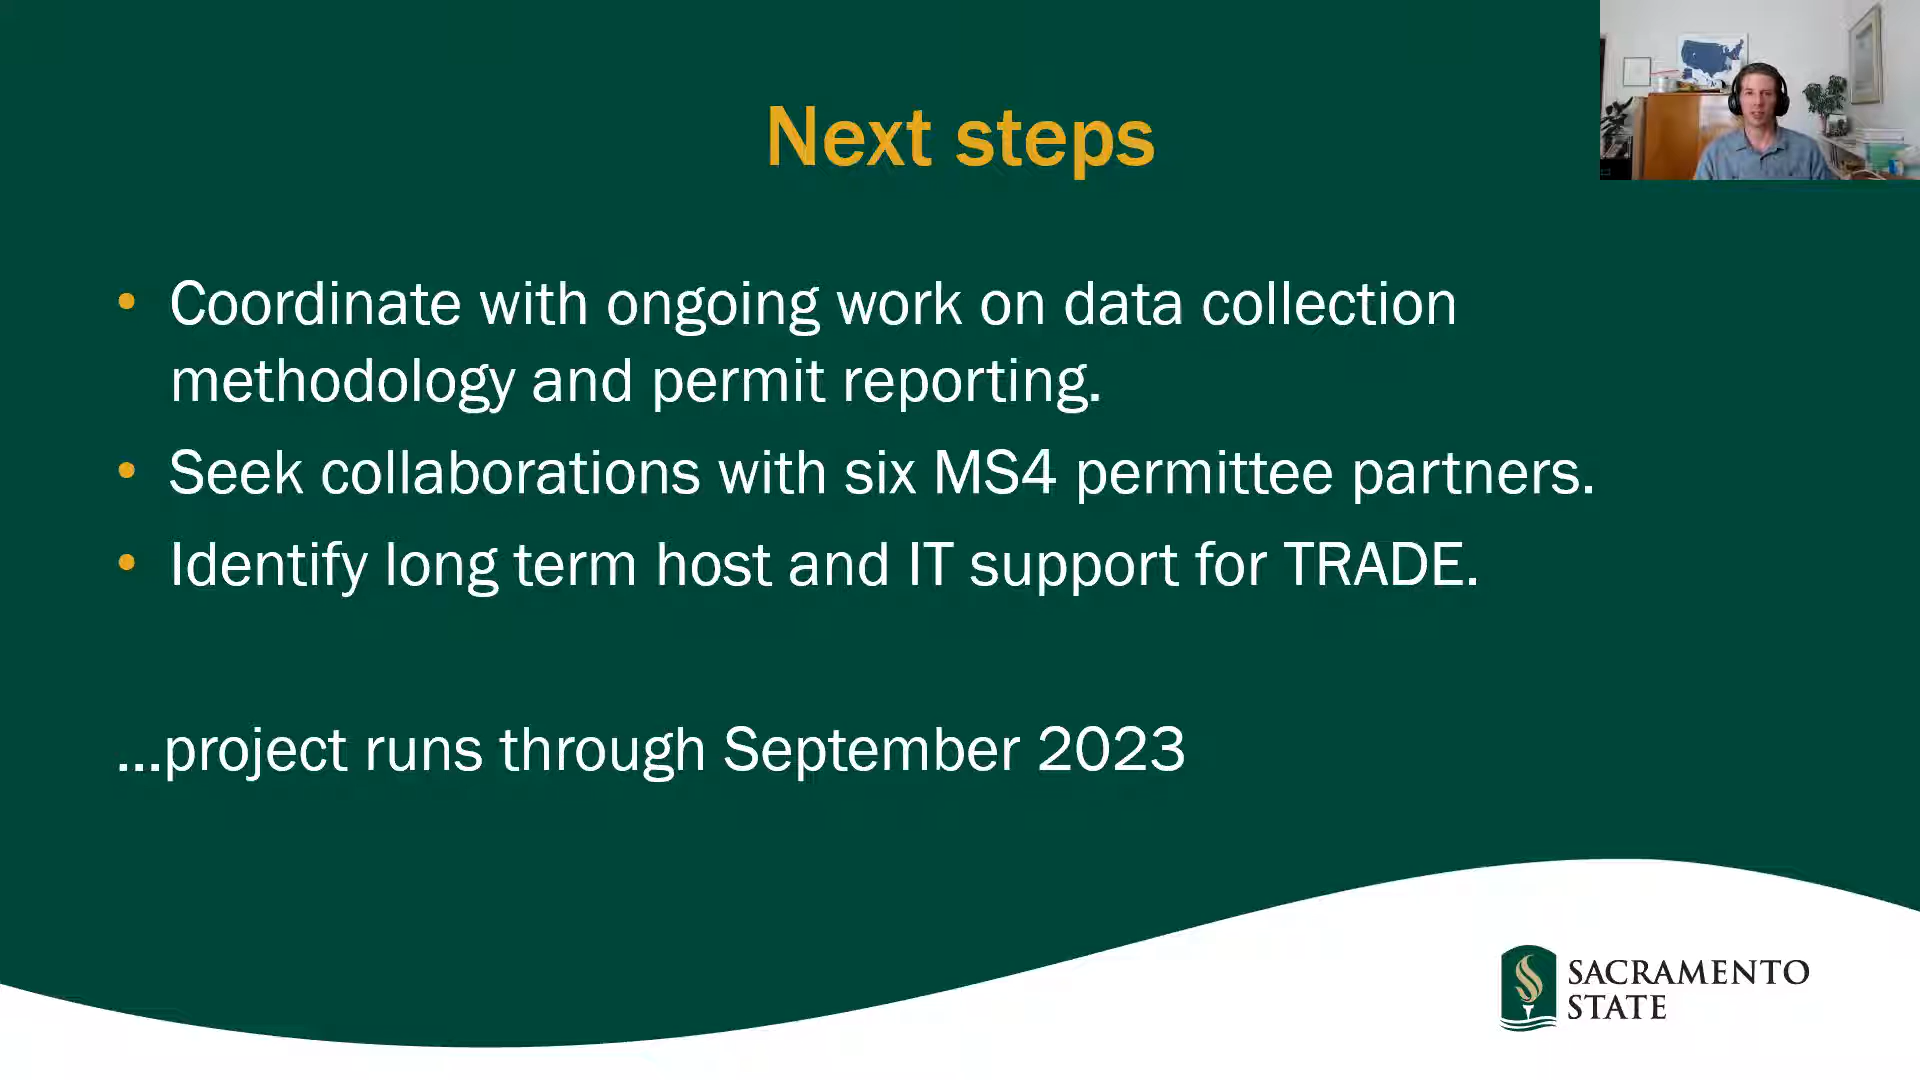 Next steps
• Coordinate with ongoing work on data collection
methodology and permit reporting.
• Seek collaborations with six MS4 permittee partners.
• Identify long term host and IT support for TRADE.
...project runs through September 2023
SACRAMENTO
STATE